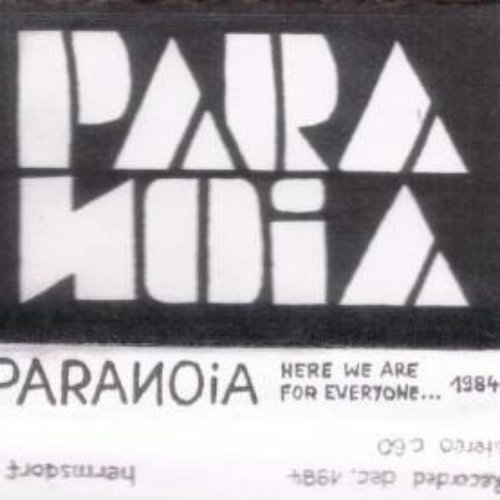 PARA
NOiA
PARANOiA
HERE WE ARE
FOR EVERYONE... 1984
Recorded dec. 1984 hermsdorf
stereo C60